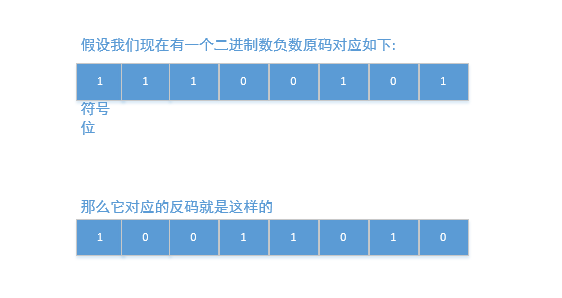 假设我们现在有一个二进制数负数原码对应如下:
1 1 1 0 0 1 0 1
符号
位
那么它对应的反码就是这样的
1 0 0 1 1 0 1 0